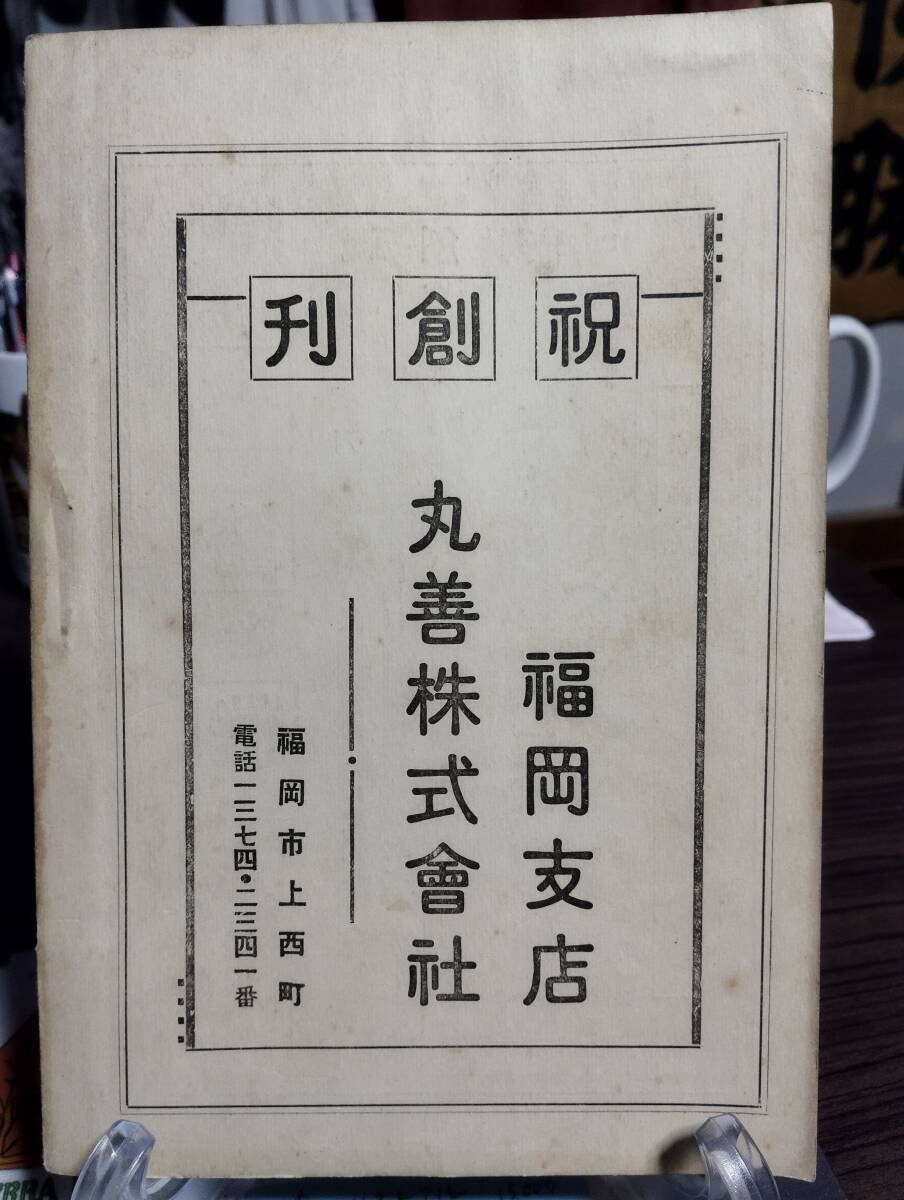 祝創刊
福岡支店
丸善株式會社
福岡市上西町
電話一三七四・二三四一番